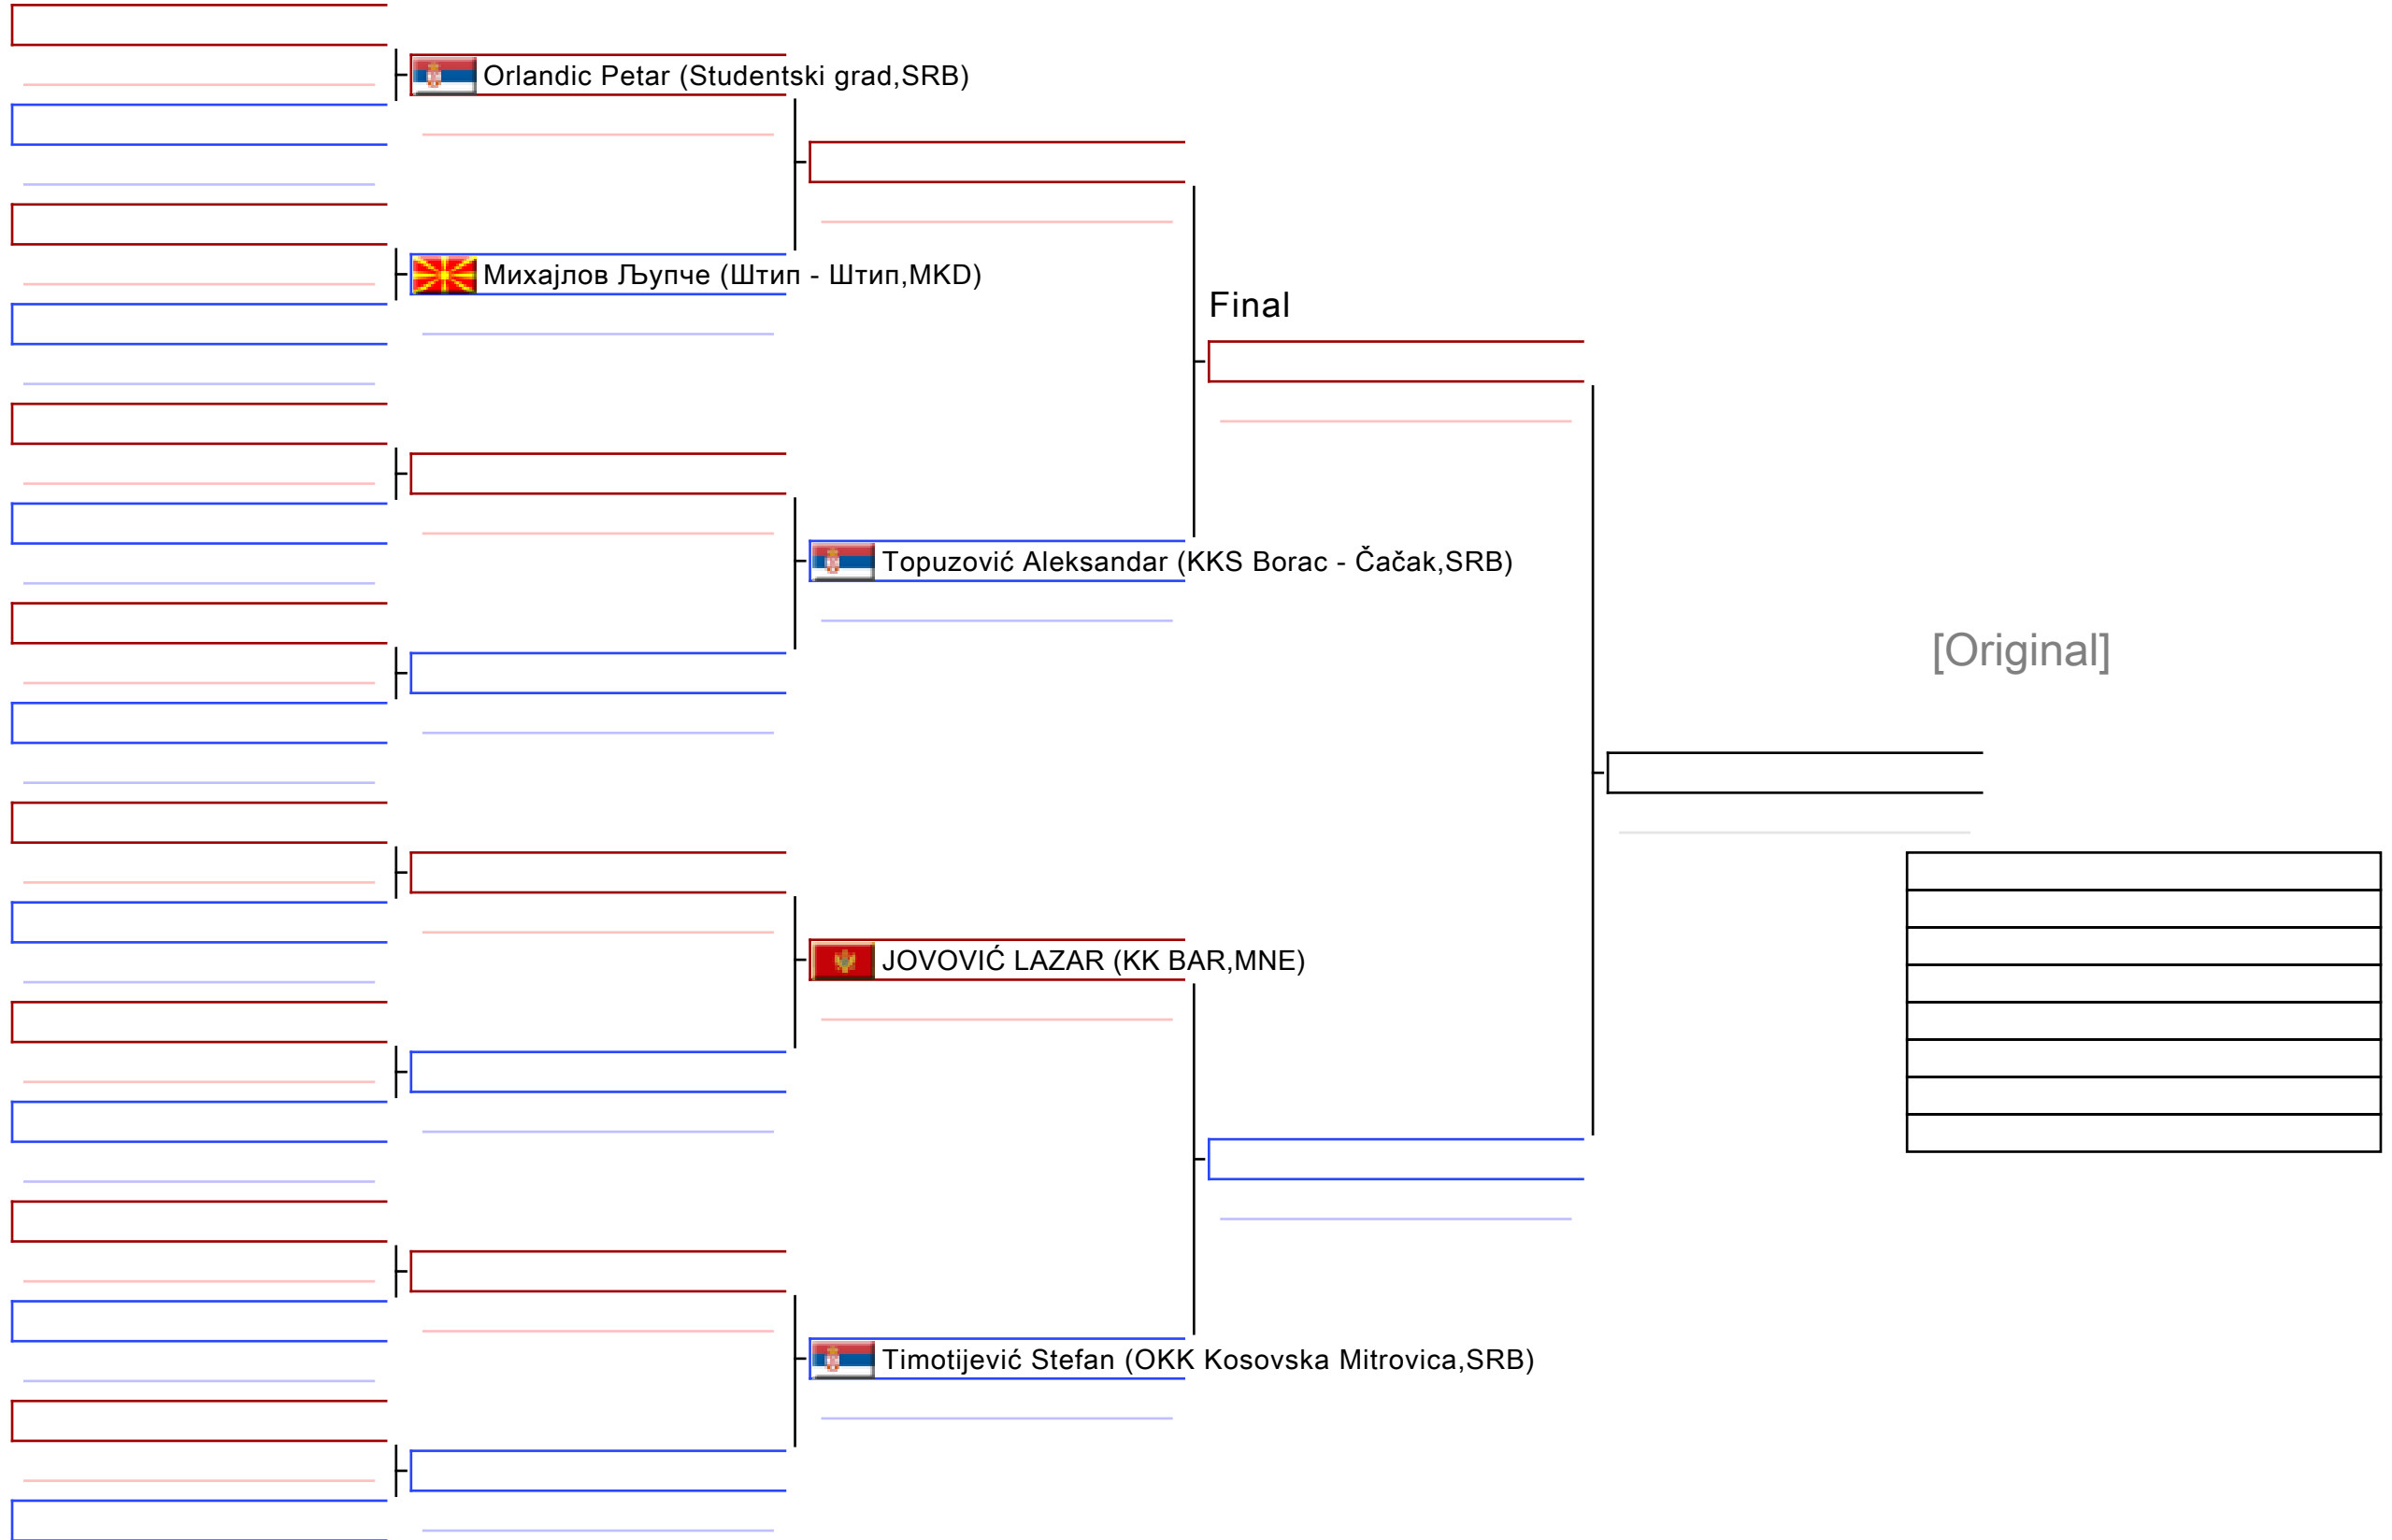 Orlandic Petar (Studentski grad,SRB)
Михајлов Љупче (Штип - Штип,MKD)
Final
Topuzović Aleksandar (KKS Borac - Čačak,SRB)
[Original]
JOVOVIĆ LAZAR (KK BAR,MNE)
Timotijević Stefan (OKK Kosovska Mitrovica,SRB)